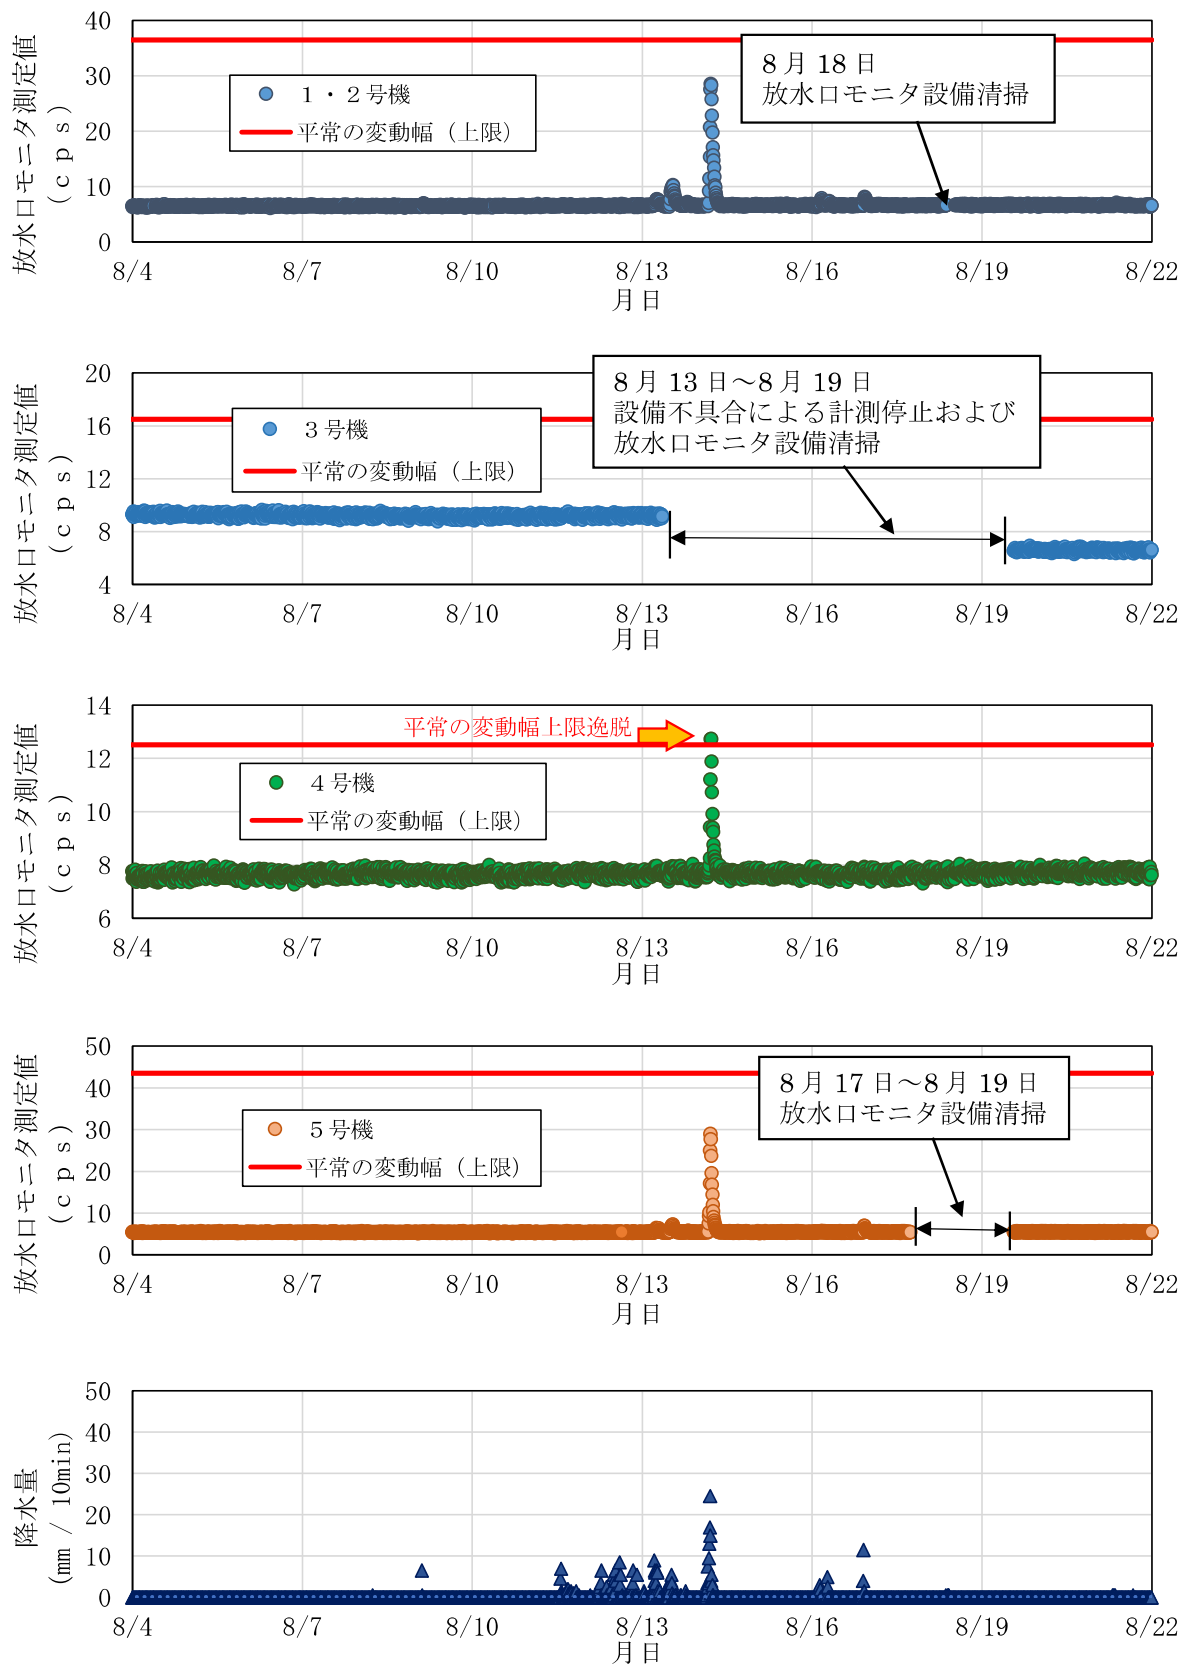 放水口モニタ測定値
（ｃｐｓ）
40
30
20
10
0
１・２号機
平常の変動幅（上限）
8月18日
放水口モニタ設備清掃
8/4 8/7 8/10 8/13 8/16 8/19 8/22
月日
放水口モニタ測定値
（ｃｐｓ）
20
16
12
8
4
３号機
平常の変動幅（上限）
8月13日～8月19日
設備不具合による計測停止および
放水口モニタ設備清掃
8/4 8/7 8/10 8/13 8/16 8/19 8/22
月日
放水口モニタ測定値
（ｃｐｓ）
14
12
10
8
6
平常の変動幅上限逸脱
４号機
平常の変動幅（上限）
8/4 8/7 8/10 8/13 8/16 8/19 8/22
月日
放水口モニタ測定値
（ｃｐｓ）
50
40
30
20
10
0
５号機
平常の変動幅（上限）
8月17日～8月19日
放水口モニタ設備清掃
8/4 8/7 8/10 8/13 8/16 8/19 8/22
月日
降水量
(mm / 10min)
50
40
30
20
10
0
8/4 8/7 8/10 8/13 8/16 8/19 8/22
月日